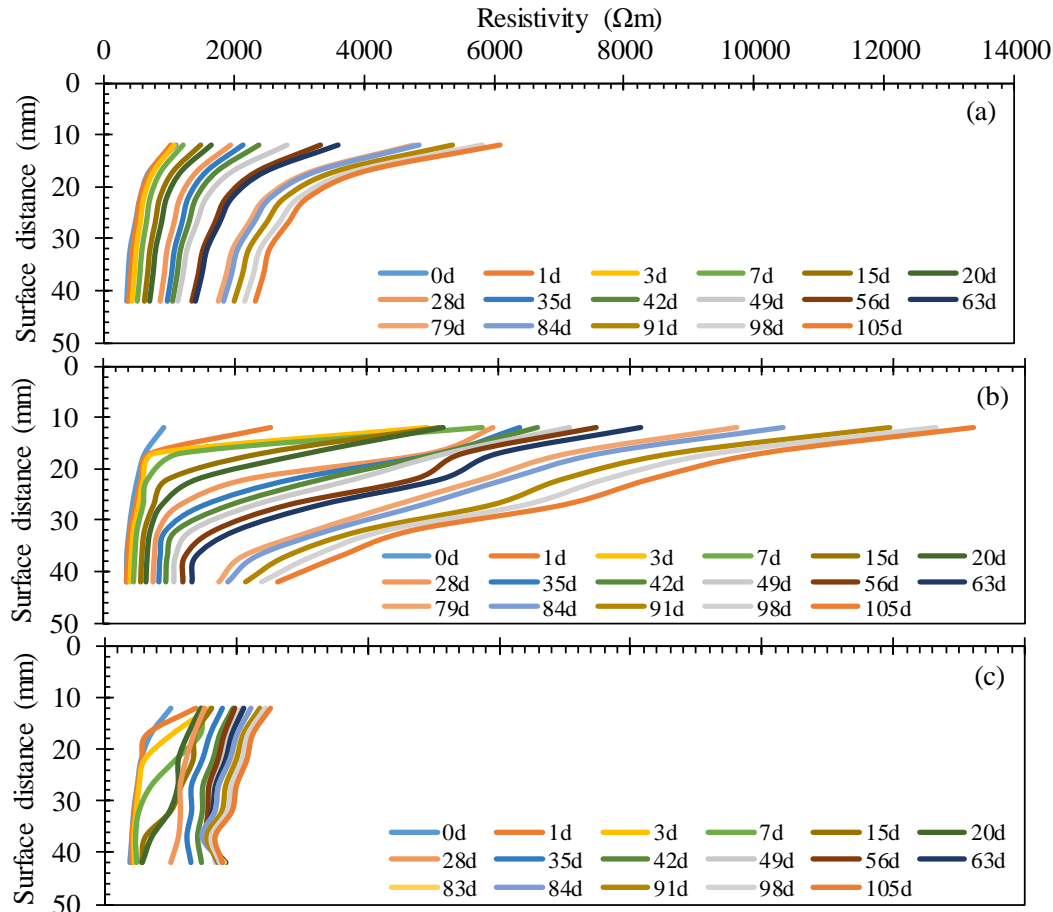 Resistivity (Ωm)
0 2000 4000 6000 8000 10000 12000 14000
Surface distance (mm)
0
10
20
30
40
50
(a)
0d 1d 3d 7d 15d 20d
28d 35d 42d 49d 56d 63d
79d 84d 91d 98d 105d
Surface distance (mm)
0
10
20
30
40
50
(b)
0d 1d 3d 7d 15d 20d
28d 35d 42d 49d 56d 63d
79d 84d 91d 98d 105d
Surface distance (mm)
0
10
20
30
40
50
(c)
0d 1d 3d 7d 15d 20d
28d 35d 42d 49d 56d 63d
83d 84d 91d 98d 105d